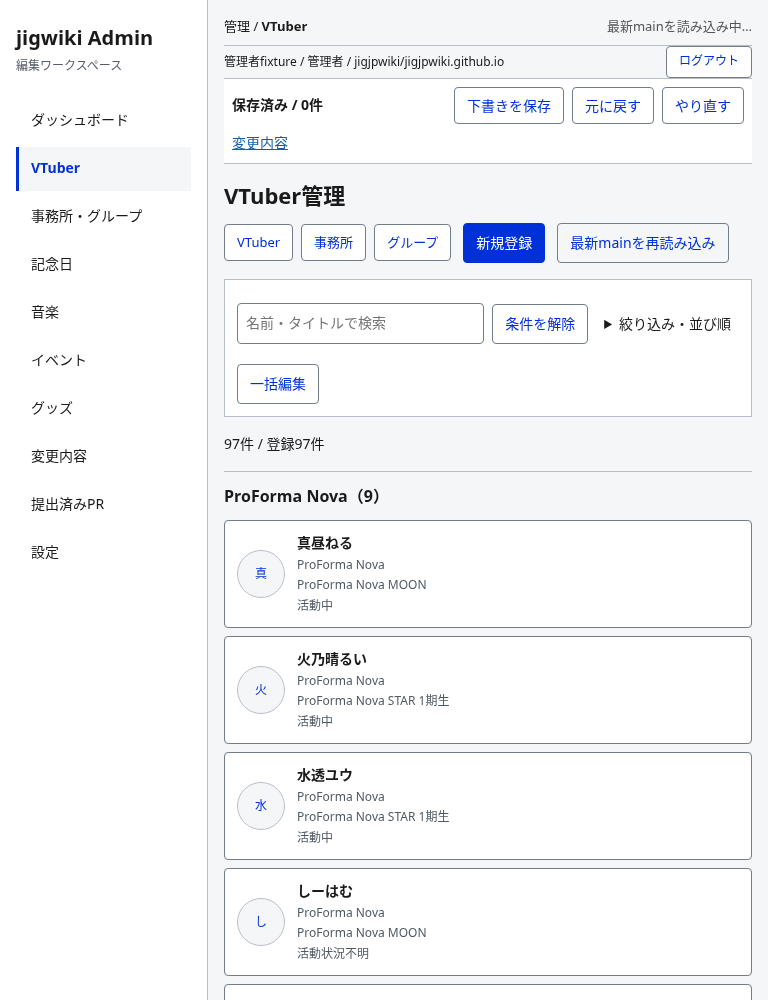 jigwiki Admin
編集ワークスペース
ダッシュボード
VTuber
事務所・グループ
記念日
音楽
イベント
グッズ
変更内容
提出済みPR
設定
管理 / VTuber
最新mainを読み込み中…
管理者fixture / 管理者 / jigjpwiki/jigjpwiki.github.io
ログアウト
保存済み / 0件
下書きを保存
元に戻す
やり直す
変更内容
VTuber管理
VTuber
事務所
グループ
新規登録
最新mainを再読み込み
名前・タイトルで検索
条件を解除
▶ 絞り込み・並び順
一括編集
97件 / 登録97件
ProForma Nova（9）
真
真昼ねる
ProForma Nova
ProForma Nova MOON
活動中
火
火乃晴るい
ProForma Nova
ProForma Nova STAR 1期生
活動中
水
水透ユウ
ProForma Nova
ProForma Nova STAR 1期生
活動中
し
しーはむ
ProForma Nova
ProForma Nova MOON
活動状況不明